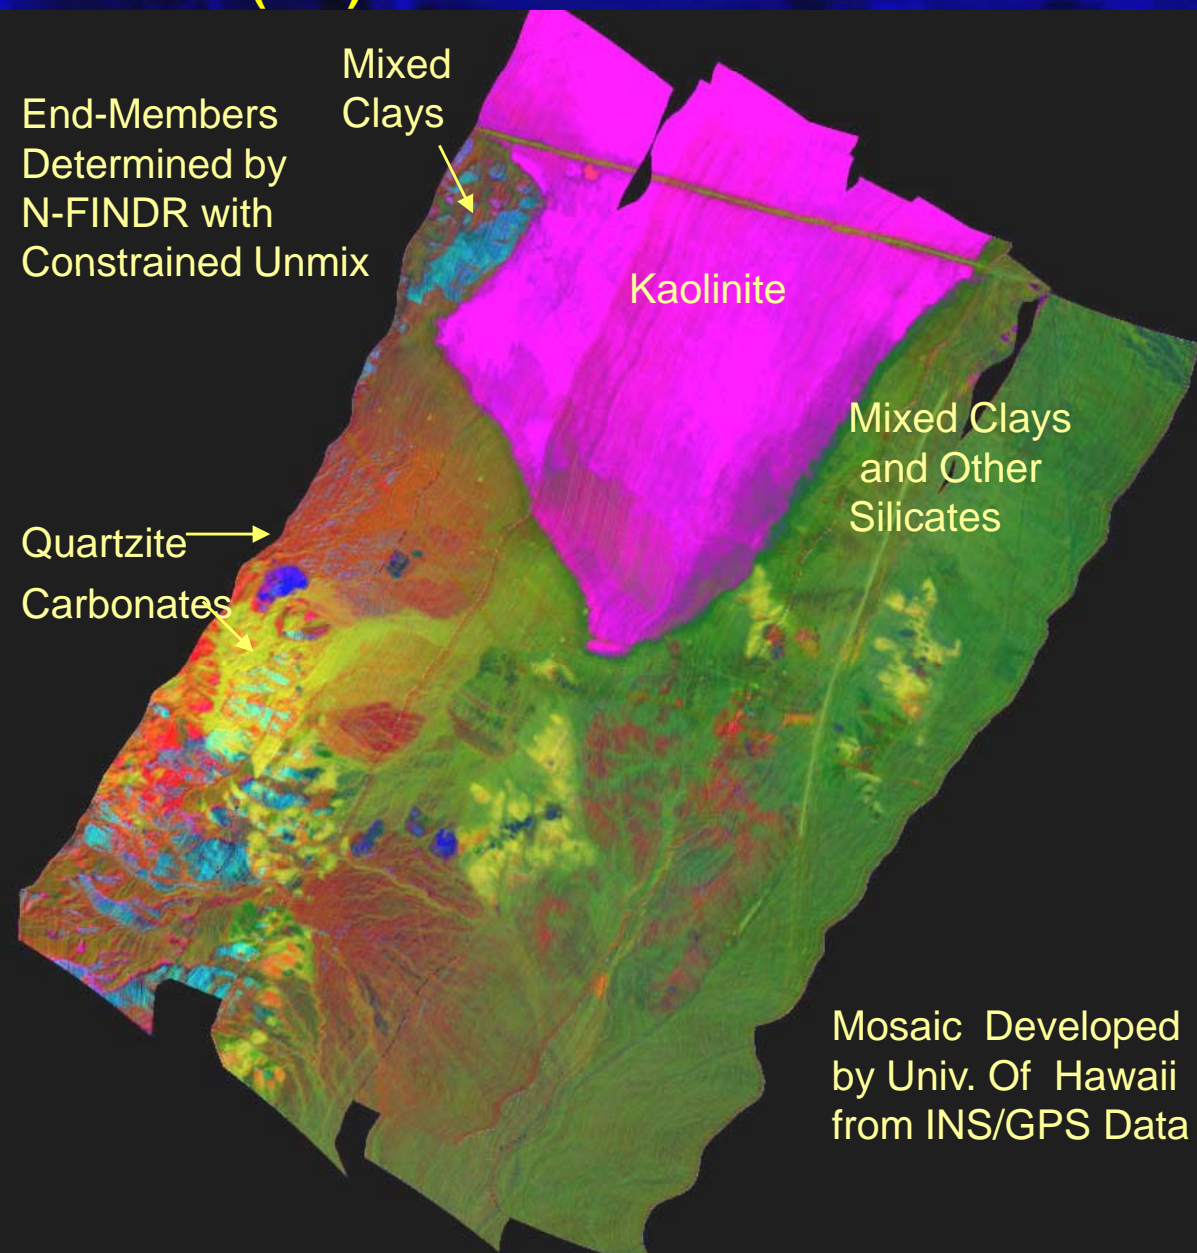 Mixed
Clays
End-Members
Determined by
N-FINDR with
Constrained Unmix
Kaolinite
Mixed Clays
and Other
Silicates
Quartzite
Carbonates
Mosaic Developed
by Univ. Of Hawaii
from INS/GPS Data